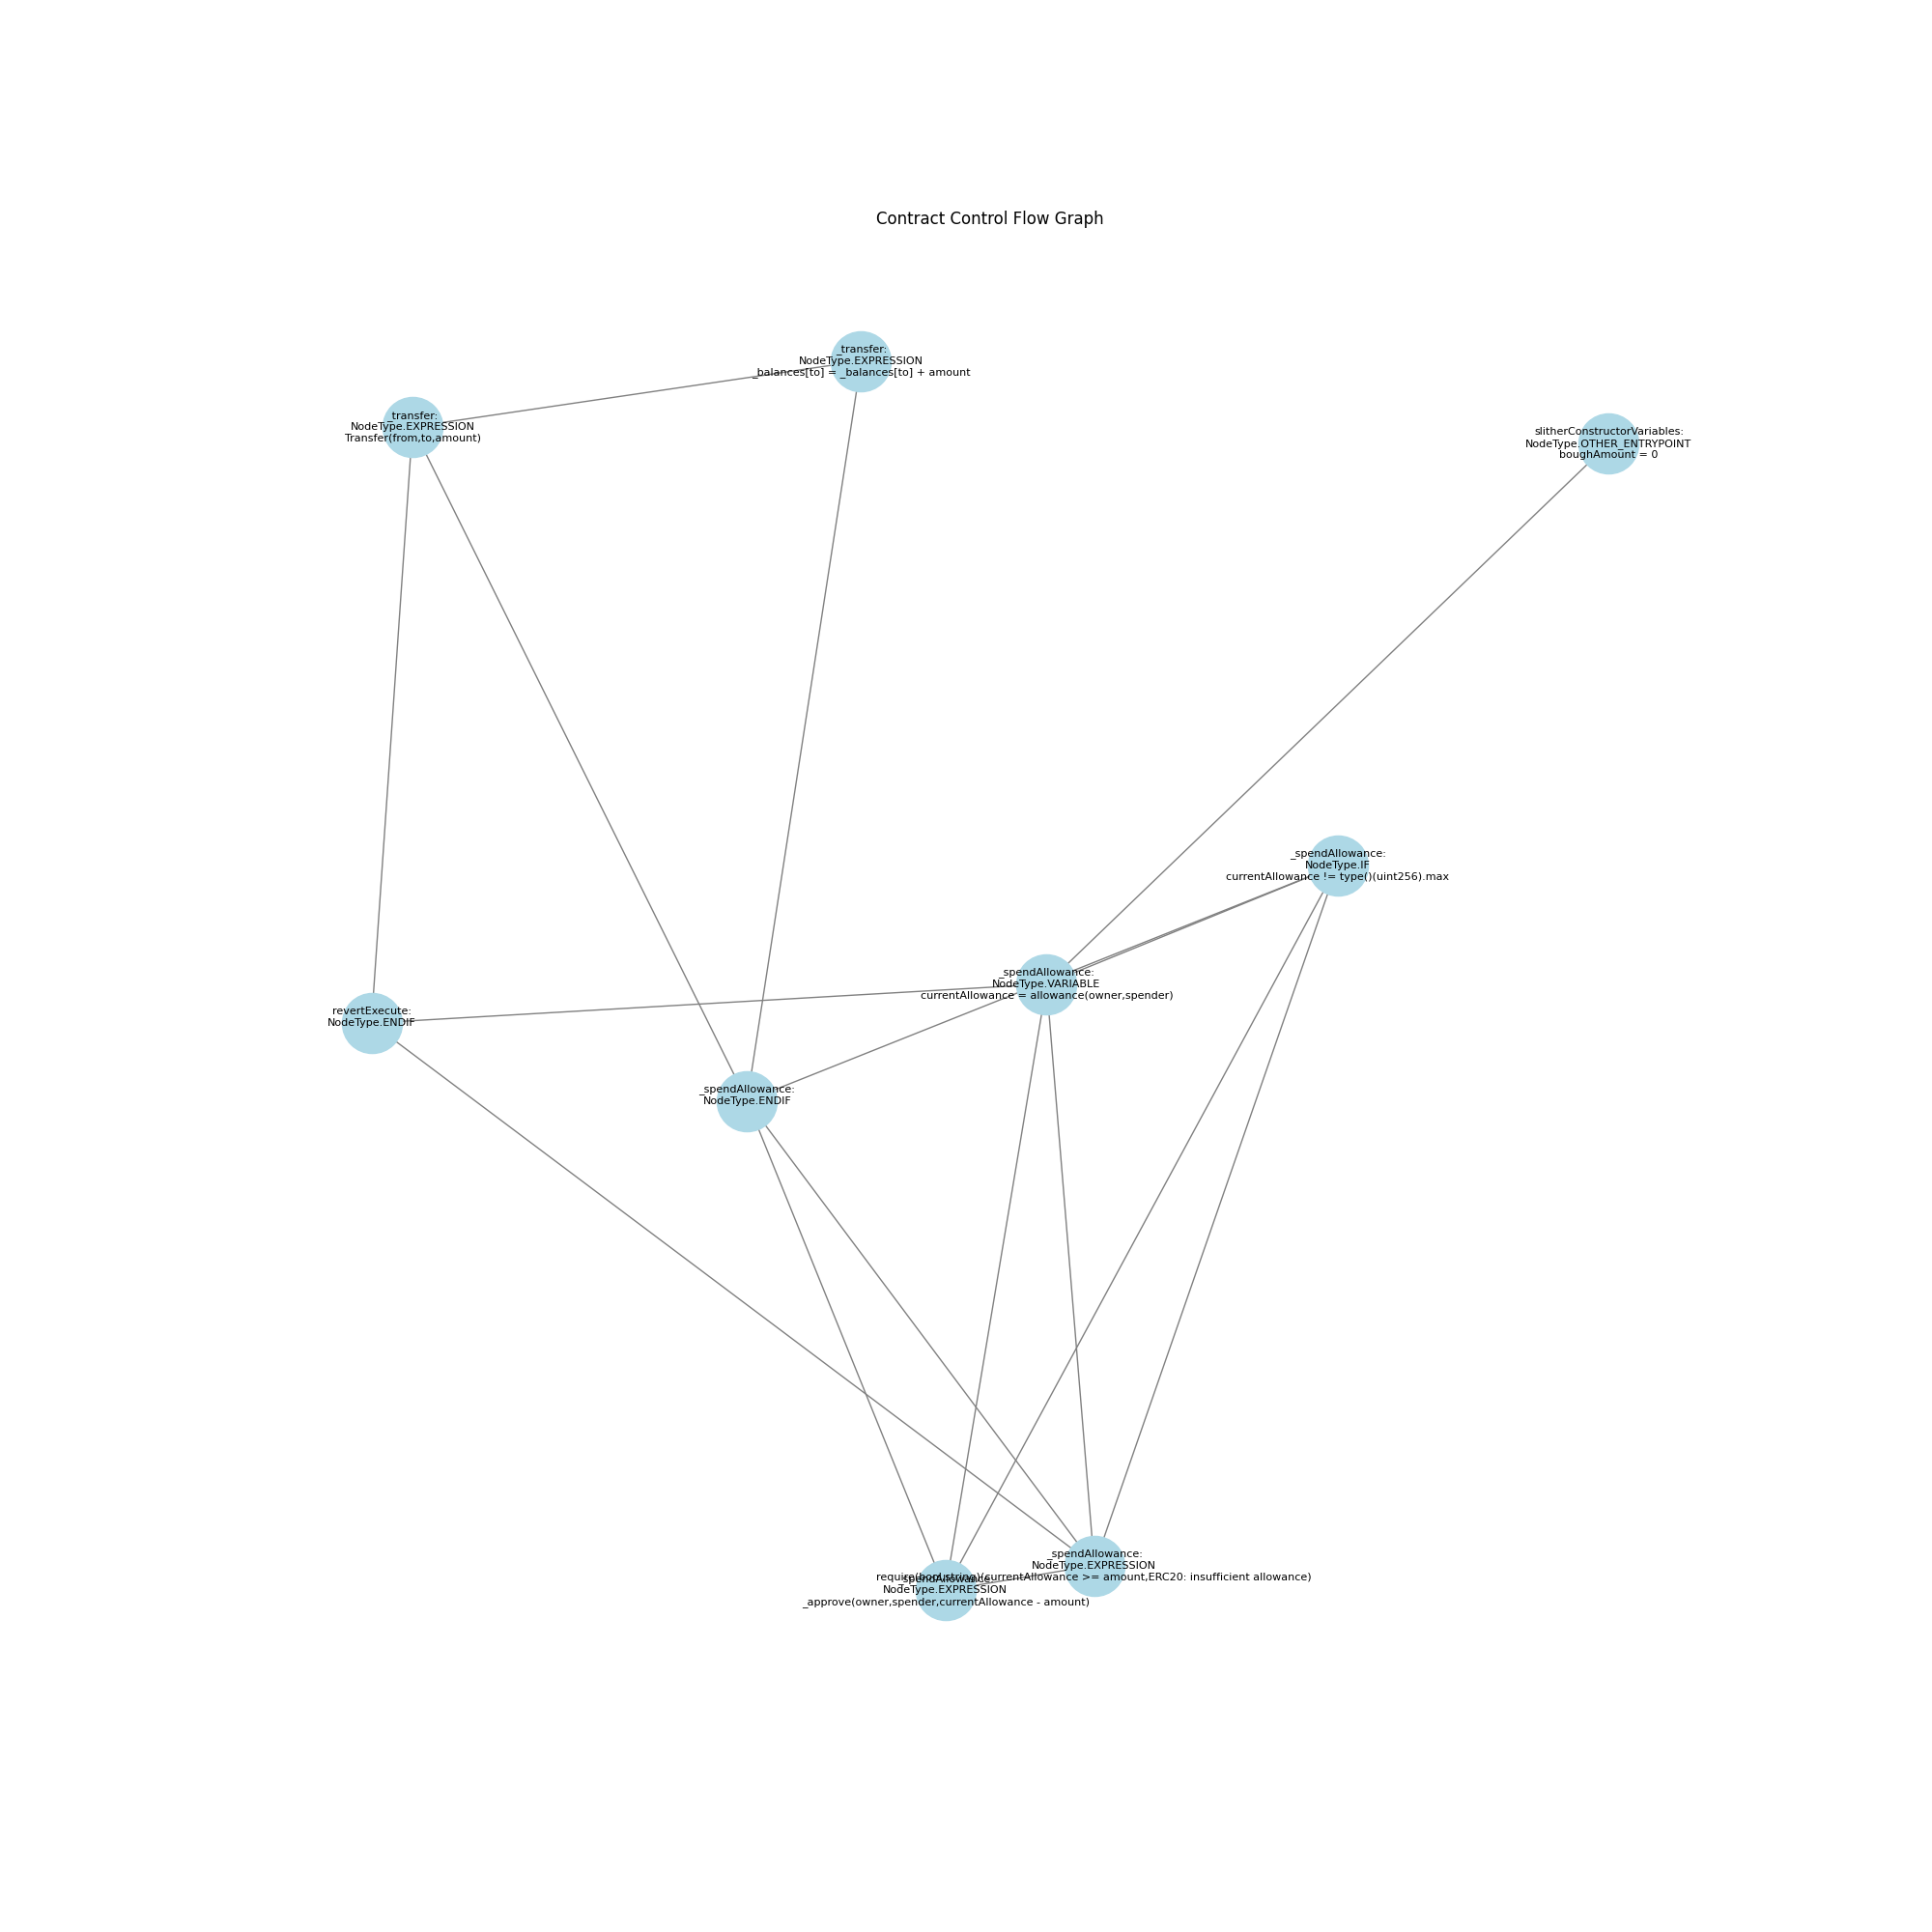 Contract Control Flow Graph
_transfer:
NodeType.EXPRESSION
_balances[to] = _balances[to] + amount
_transfer:
NodeType.EXPRESSION
Transfer(from,to,amount)
slitherConstructorVariables:
NodeType.OTHER_ENTRYPOINT
boughAmount = 0
_spendAllowance:
NodeType.IF
currentAllowance != type()(uint256).max
_spendAllowance:
NodeType.VARIABLE
currentAllowance = allowance(owner,spender)
revertExecute:
NodeType.ENDIF
_spendAllowance:
NodeType.ENDIF
_spendAllowance:
NodeType.EXPRESSION
require(bool,string)(currentAllowance >= amount,ERC20: insufficient allowance)
_spendAllowance:
NodeType.EXPRESSION
_approve(owner,spender,currentAllowance - amount)